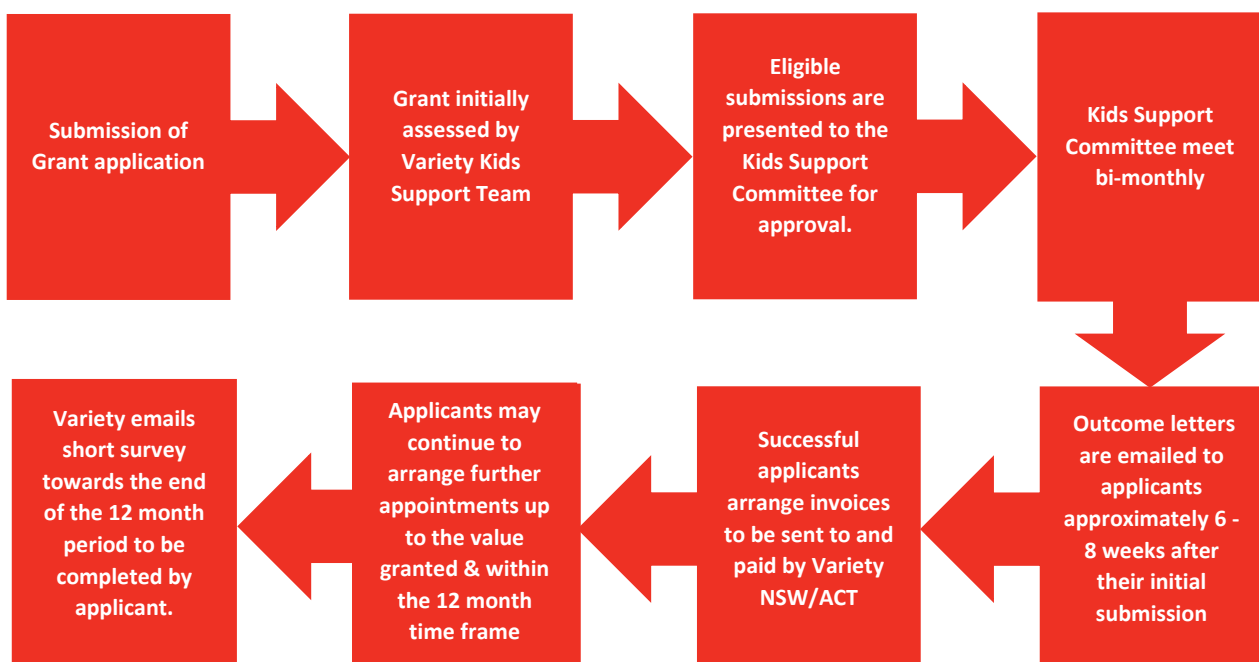 Submission of
Grant application
Grant initially
assessed by
Variety Kids
Support Team
Eligible
submissions are
presented to the
Kids Support
Committee for
approval.
Kids Support
Committee meet
bi-monthly
Outcome letters
are emailed to
applicants
approximately 6 -
8 weeks after
their initial
submission
Successful
applicants
arrange invoices
to be sent to and
paid by Variety
NSW/ACT
Applicants may
continue to
arrange further
appointments up
to the value
granted & within
the 12 month
time frame
Variety emails
short survey
towards the end
of the 12 month
period to be
completed by
applicant.